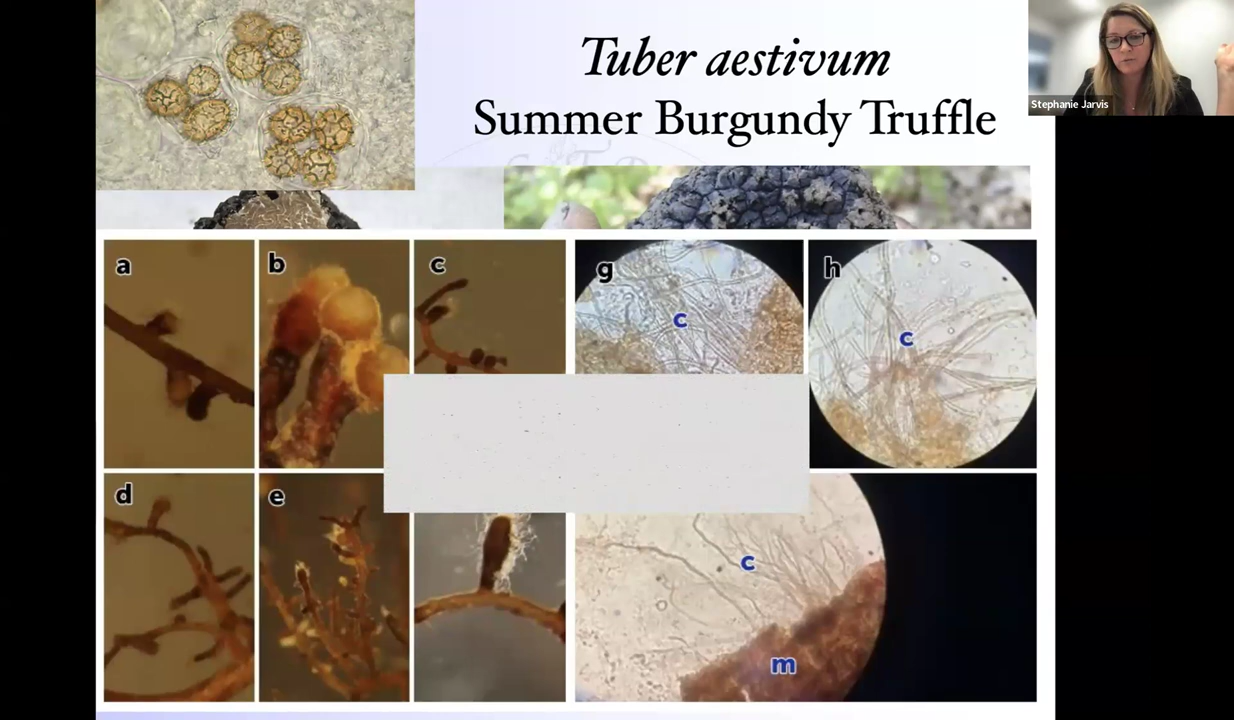 Tuber aestivum
Summer Burgundy Truffle
Stephanie Jarvis
a
b
c
g
h
c
c
d
e
c
m